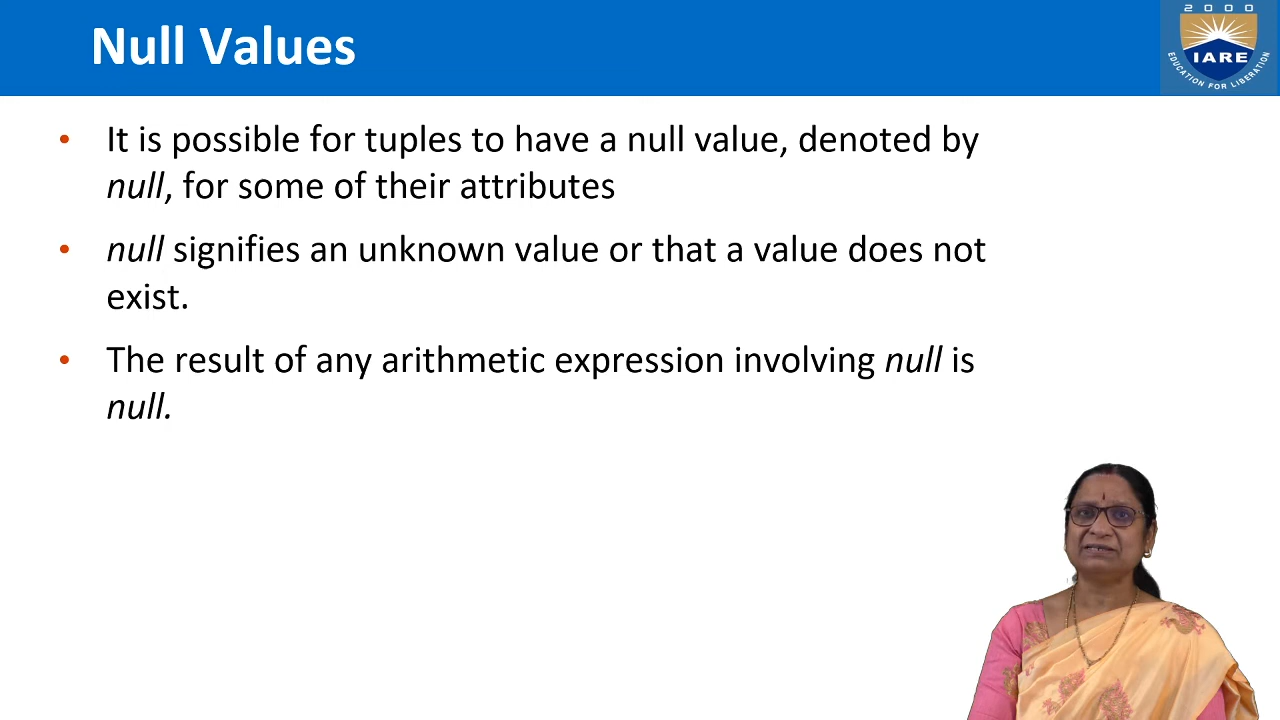 Null Values
2000
IARE
EDUCATION FOR LIBERATION
• It is possible for tuples to have a null value, denoted by
null, for some of their attributes
• null signifies an unknown value or that a value does not
exist.
• The result of any arithmetic expression involving null is
null.